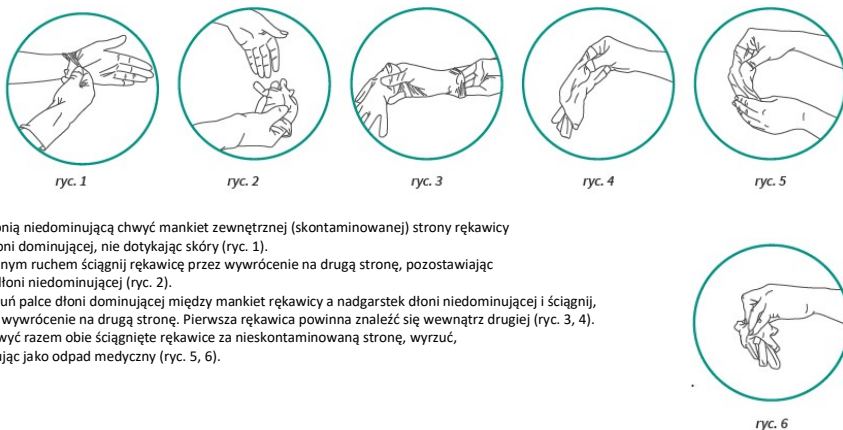 ryc. 1 ryc. 2 ryc. 3 ryc. 4 ryc. 5
onią niedominującą chwyć mankiet zewnętrznej (skontaminowanej) strony rękawicy
oni dominującej, nie dotykając skóry (ryc. 1).
nym ruchem ściągnij rękawicę przez wywrócenie na drugą stronę, pozostawiając
dłoni niedominującej (ryc. 2).
uń palce dłoni dominującej między mankiet rękawicy a nadgarstek dłoni niedominującej i ściągnij,
wywrócenie na drugą stronę. Pierwsza rękawica powinna znaleźć się wewnątrz drugiej (ryc. 3, 4).
wyć razem obie ściągnięte rękawice za nieskontaminowaną stronę, wyrzuć,
ując jako odpad medyczny (ryc. 5, 6).
.
ryc. 6